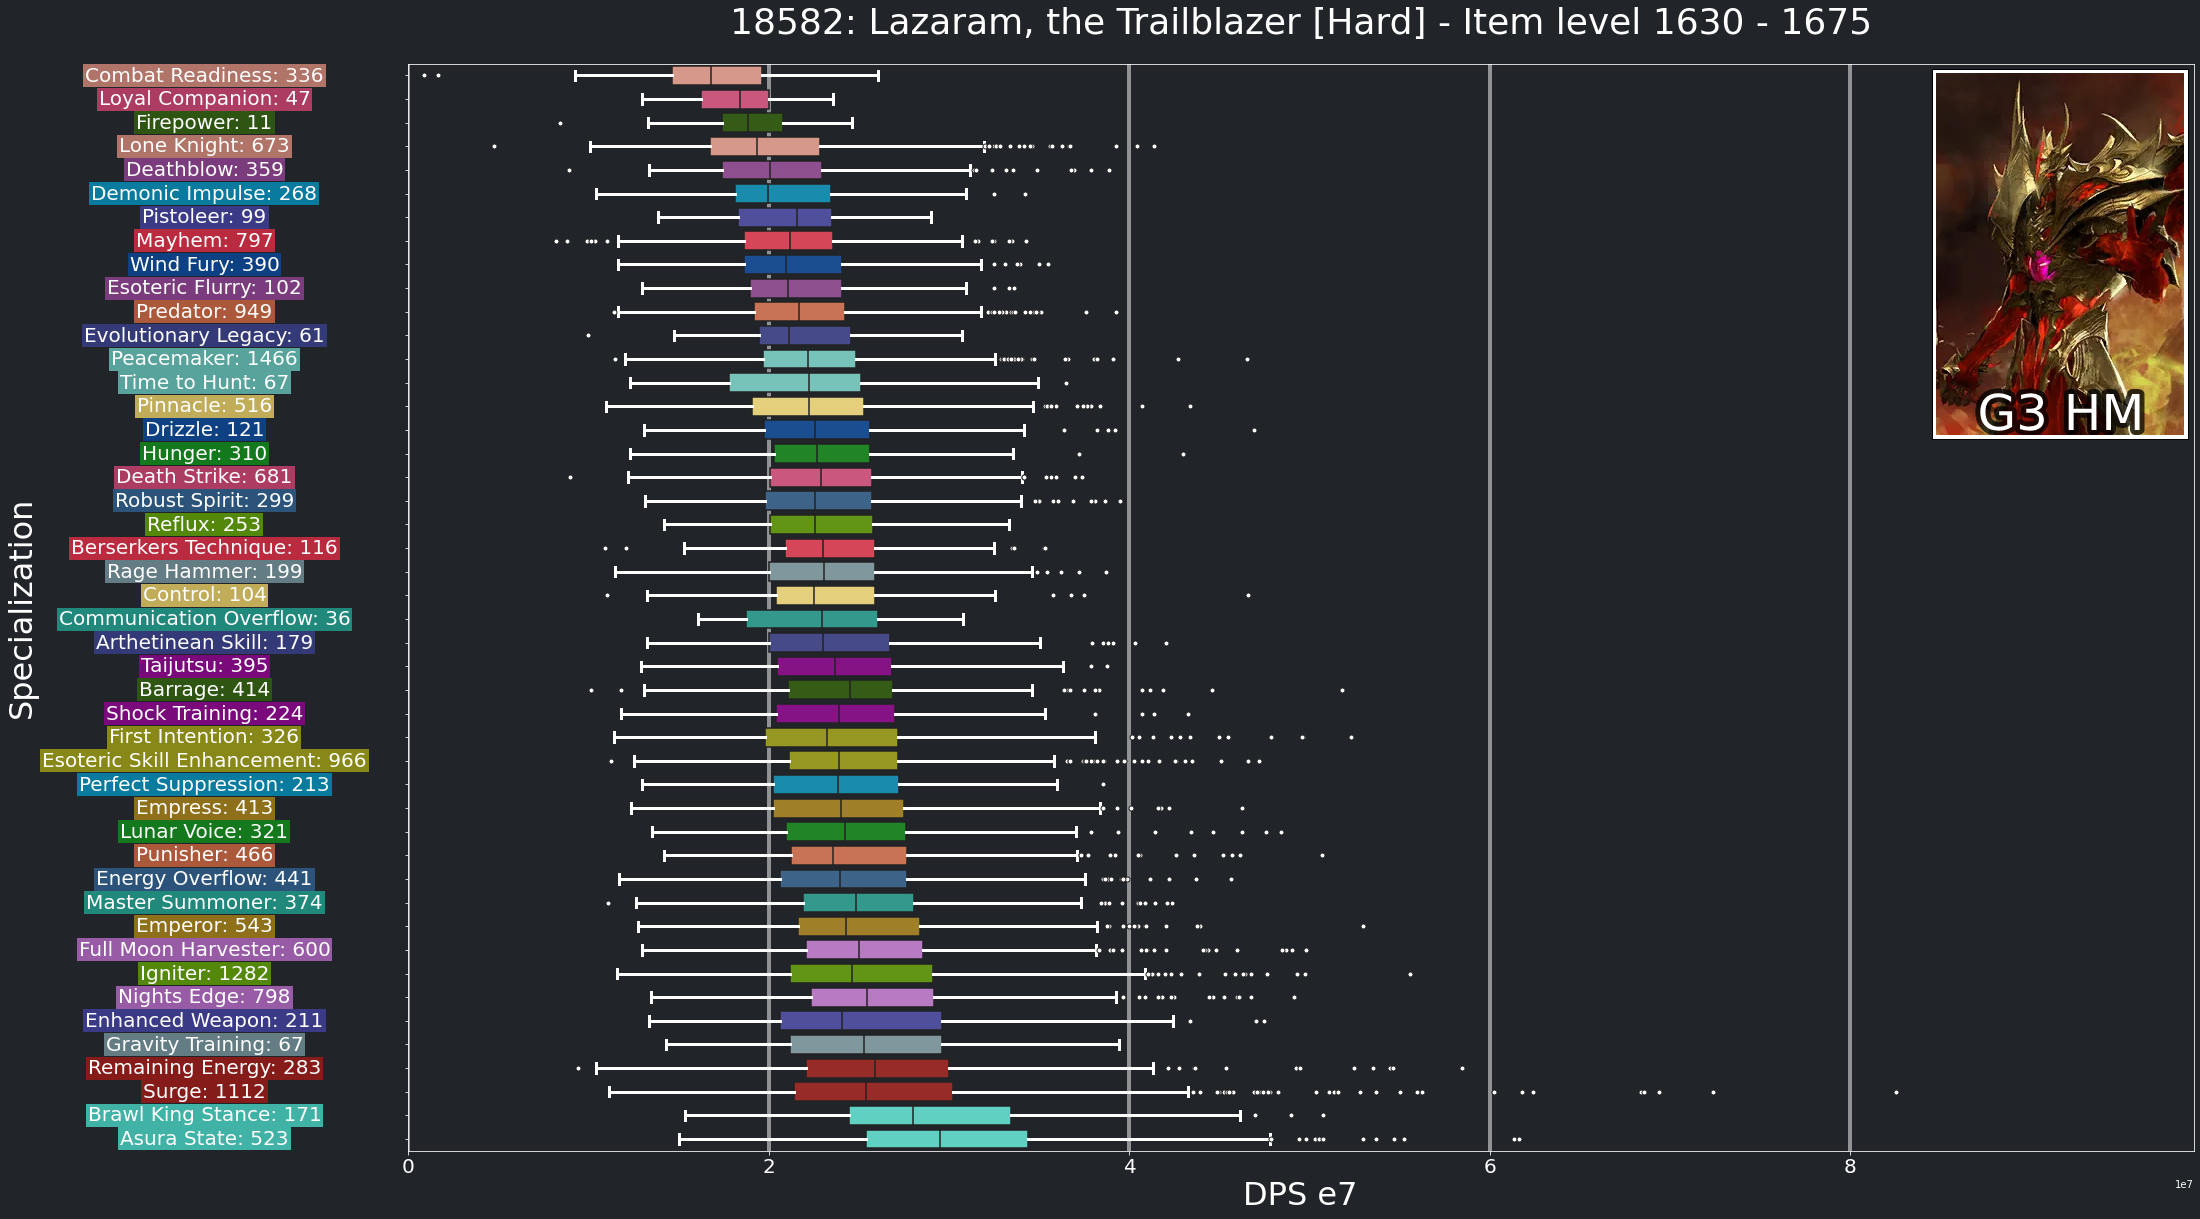 18582: Lazaram, the Trailblazer [Hard] - Item level 1630 - 1675
Combat Readiness: 336
Loyal Companion: 47
Firepower: 11
Lone Knight: 673
Deathblow: 359
Demonic Impulse: 268
Pistoleer: 99
Mayhem: 797
Wind Fury: 390
Esoteric Flurry: 102
Predator: 949
Evolutionary Legacy: 61
Peacemaker: 1466
Time to Hunt: 67
Pinnacle: 516
Drizzle: 121
Hunger: 310
Death Strike: 681
Robust Spirit: 299
Reflux: 253
Berserkers Technique: 116
Rage Hammer: 199
Control: 104
Communication Overflow: 36
Arthetinean Skill: 179
Taijutsu: 395
Barrage: 414
Shock Training: 224
First Intention: 326
Esoteric Skill Enhancement: 966
Perfect Suppression: 213
Empress: 413
Lunar Voice: 321
Punisher: 466
Energy Overflow: 441
Master Summoner: 374
Emperor: 543
Full Moon Harvester: 600
Igniter: 1282
Nights Edge: 798
Enhanced Weapon: 211
Gravity Training: 67
Remaining Energy: 283
Surge: 1112
Brawl King Stance: 171
Asura State: 523
Specialization
G3 HM
0 2 4 6 8
DPS e7
1e7